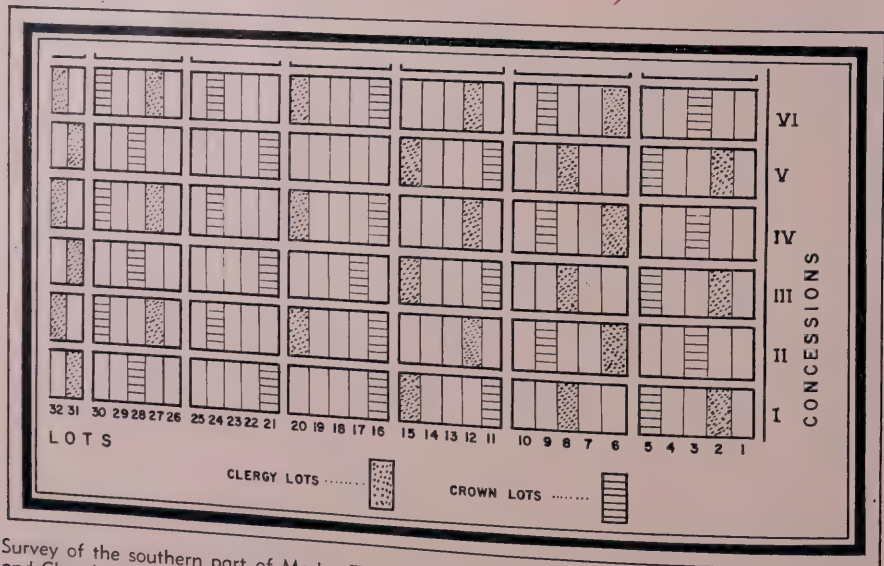 VI
V
IV
III
II
I
CONCESSIONS
32 31 30 29 28 27 26 25 24 23 22 21 20 19 18 17 16 15 14 13 12 11 10 9 8 7 6 5 4 3 2 1
LOTS
CLERGY LOTS ........
CROWN LOTS ........
Survey of the southern part of